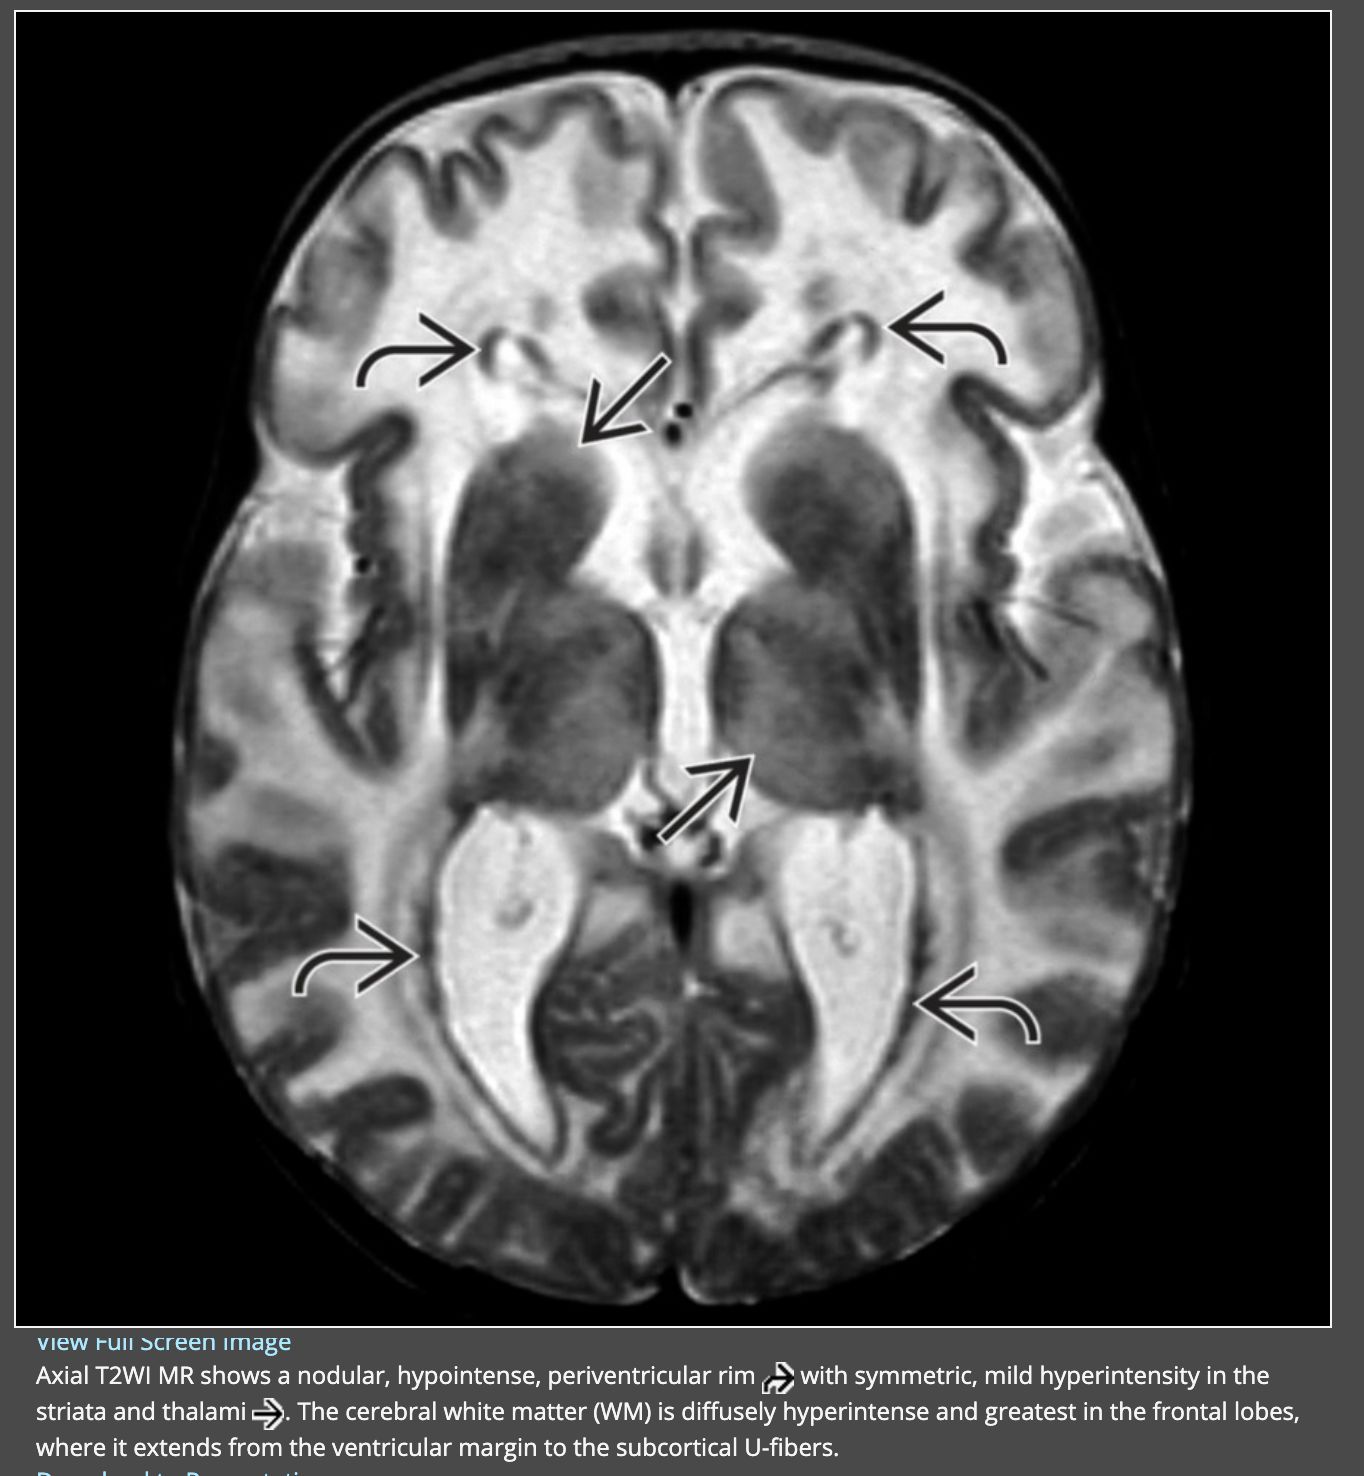 View Full Screen Image
Axial T2WI MR shows a nodular, hypointense, periventricular rim with symmetric, mild hyperintensity in the
striata and thalami . The cerebral white matter (WM) is diffusely hyperintense and greatest in the frontal lobes,
where it extends from the ventricular margin to the subcortical U-fibers.